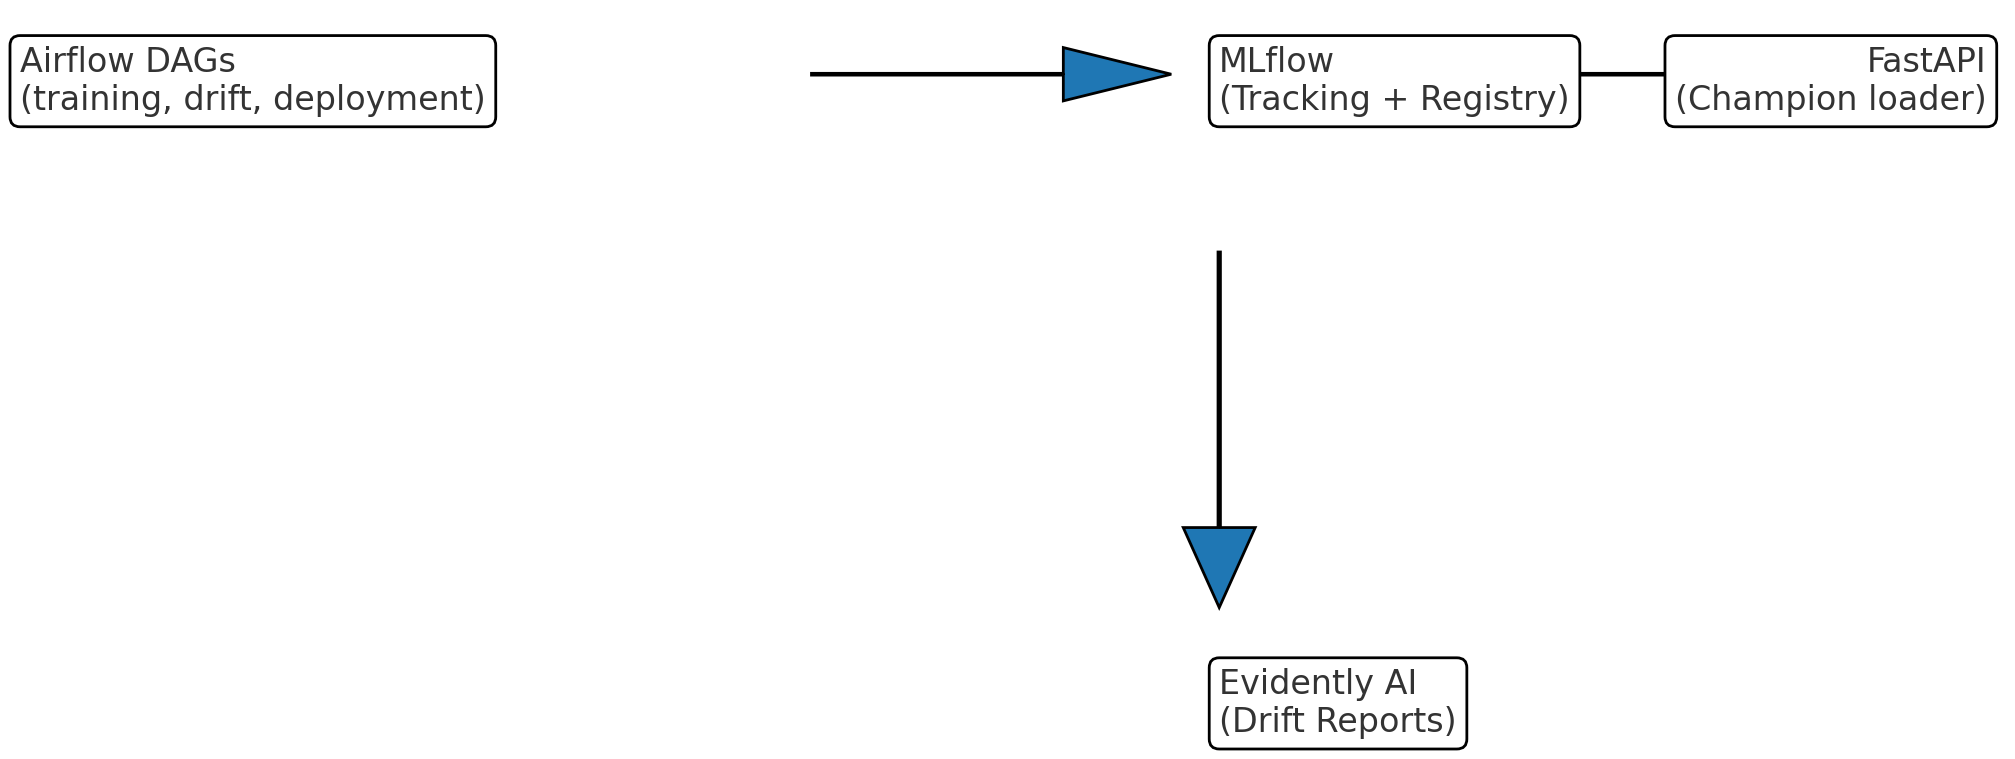 Airflow DAGs
(training, drift, deployment)
MLflow
(Tracking + Registry)
FastAPI
(Champion loader)
Evidently AI
(Drift Reports)